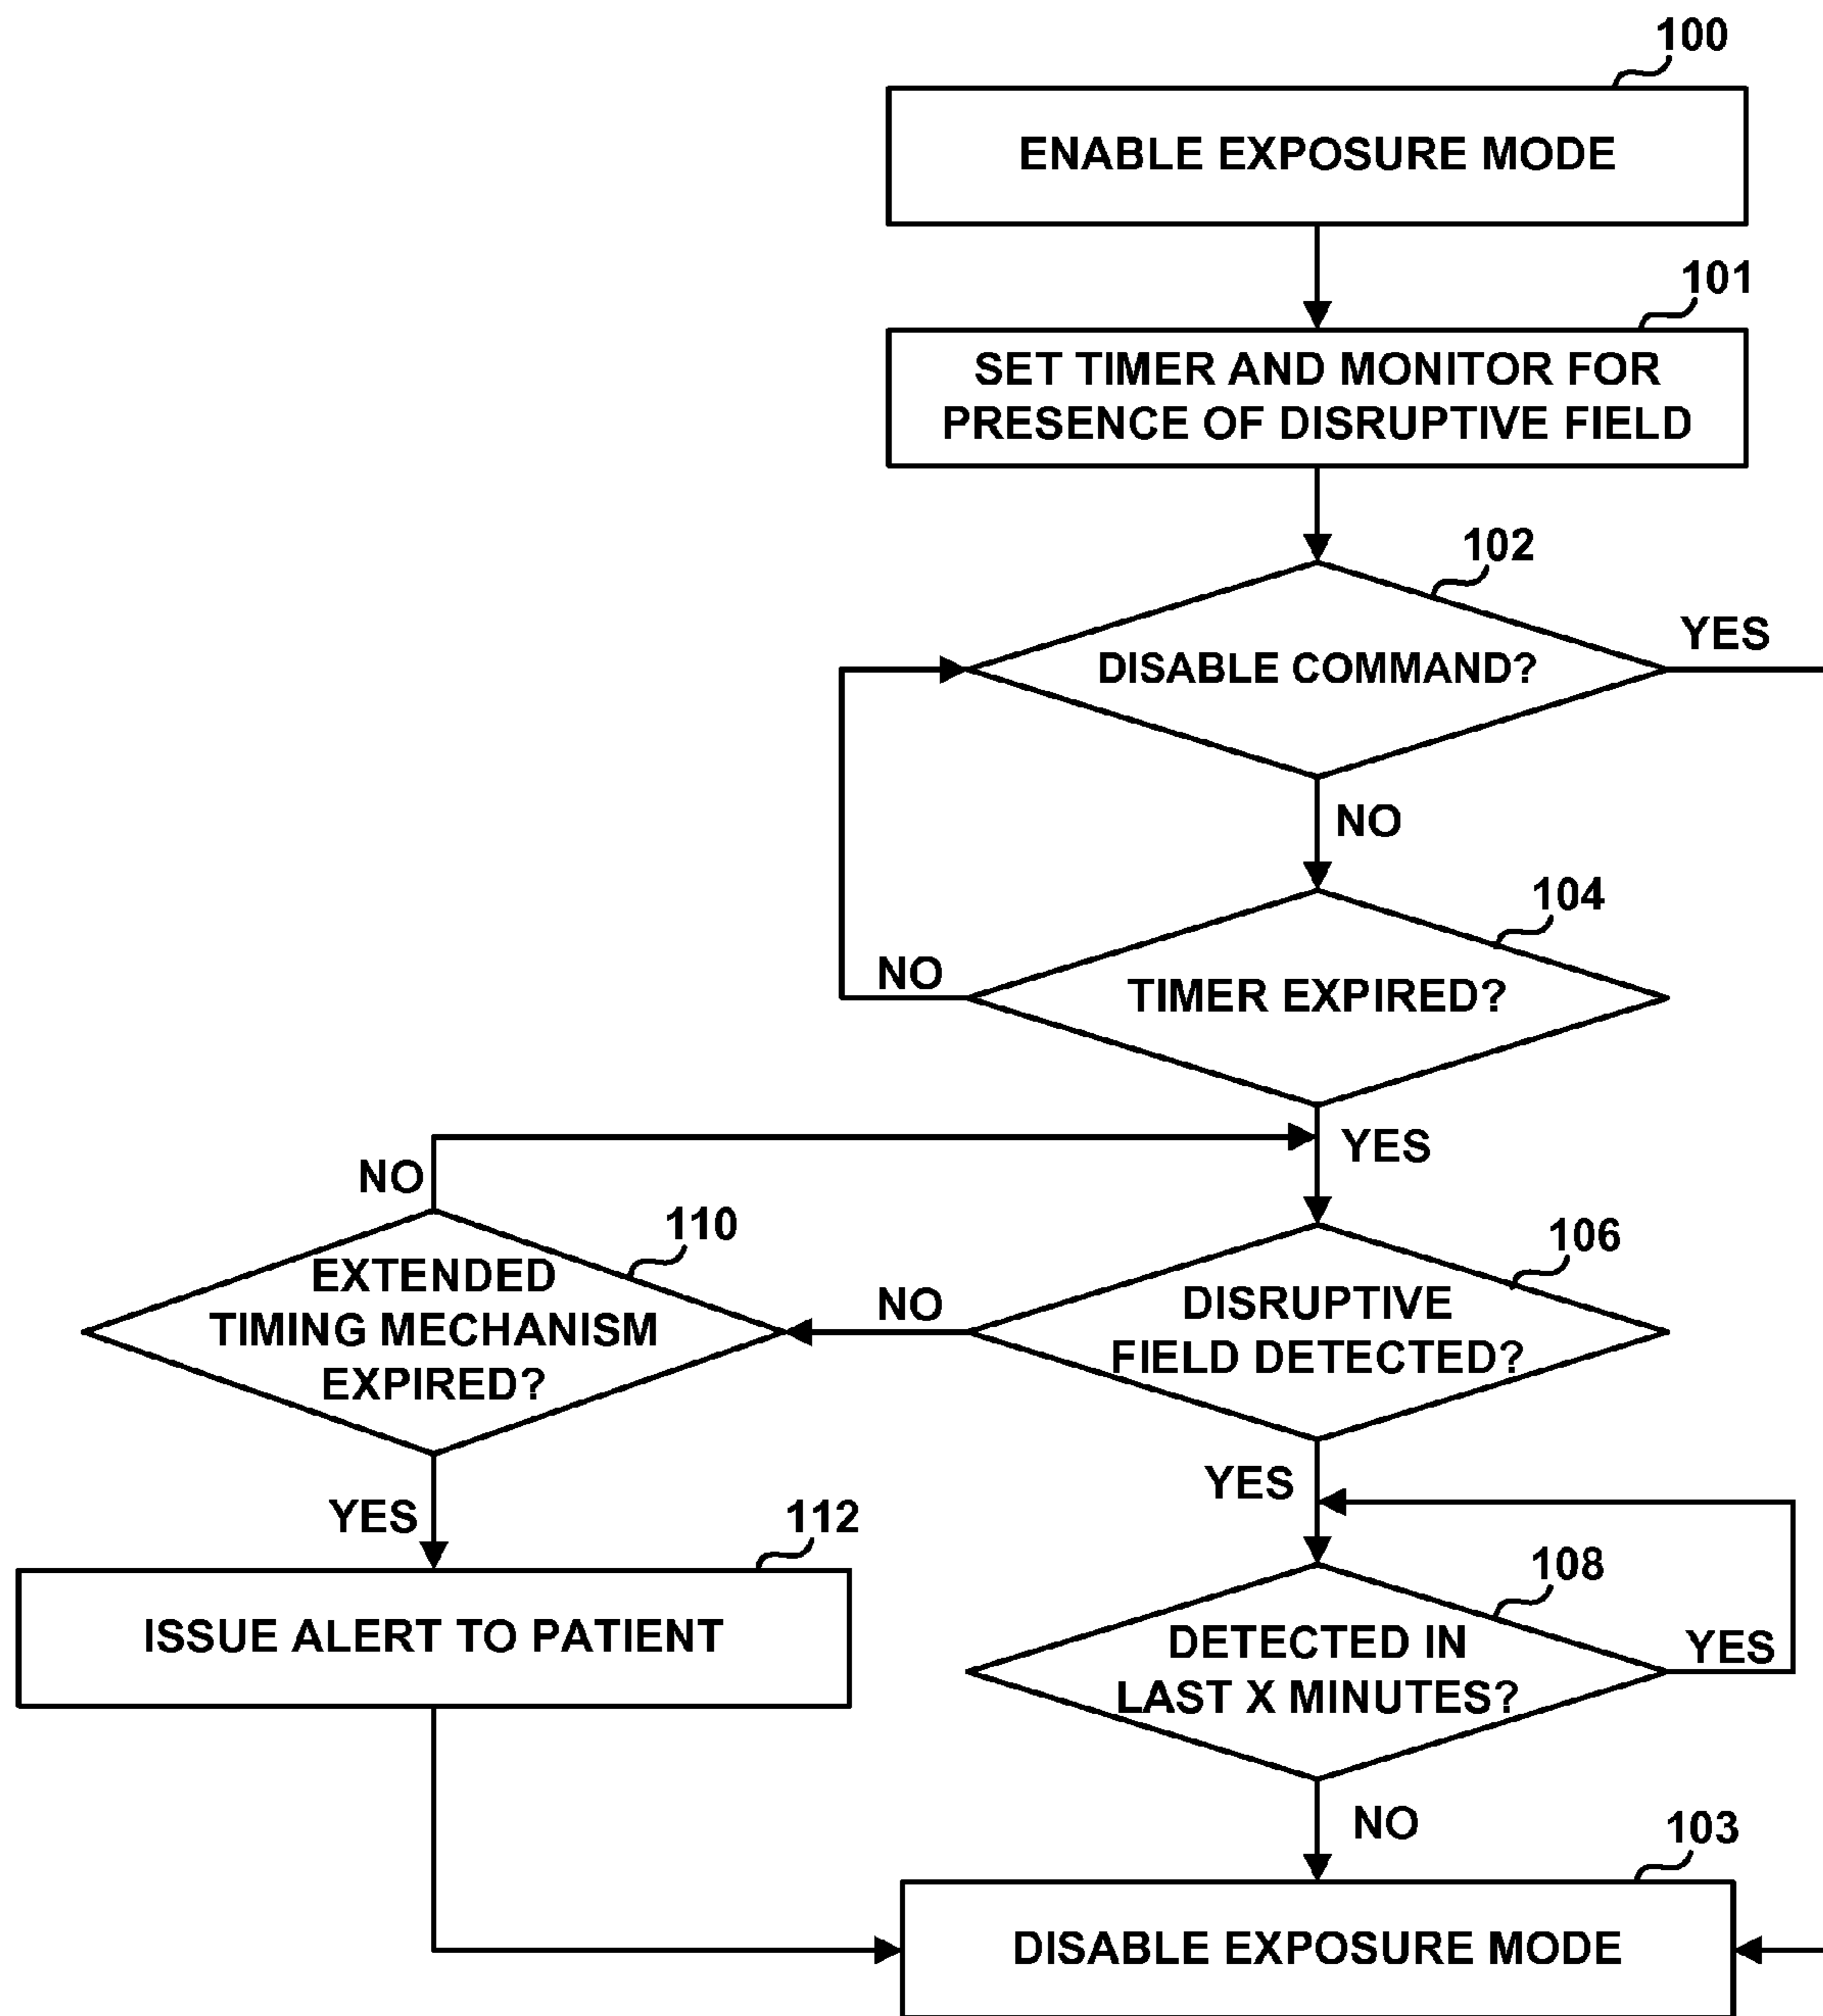 100
ENABLE EXPOSURE MODE
101
SET TIMER AND MONITOR FOR
PRESENCE OF DISRUPTIVE FIELD
102
DISABLE COMMAND?
YES
NO
104
TIMER EXPIRED?
NO
YES
NO
110
EXTENDED
TIMING MECHANISM
EXPIRED?
106
DISRUPTIVE
FIELD DETECTED?
NO
YES
YES
112
ISSUE ALERT TO PATIENT
108
DETECTED IN
LAST X MINUTES?
YES
NO
103
DISABLE EXPOSURE MODE